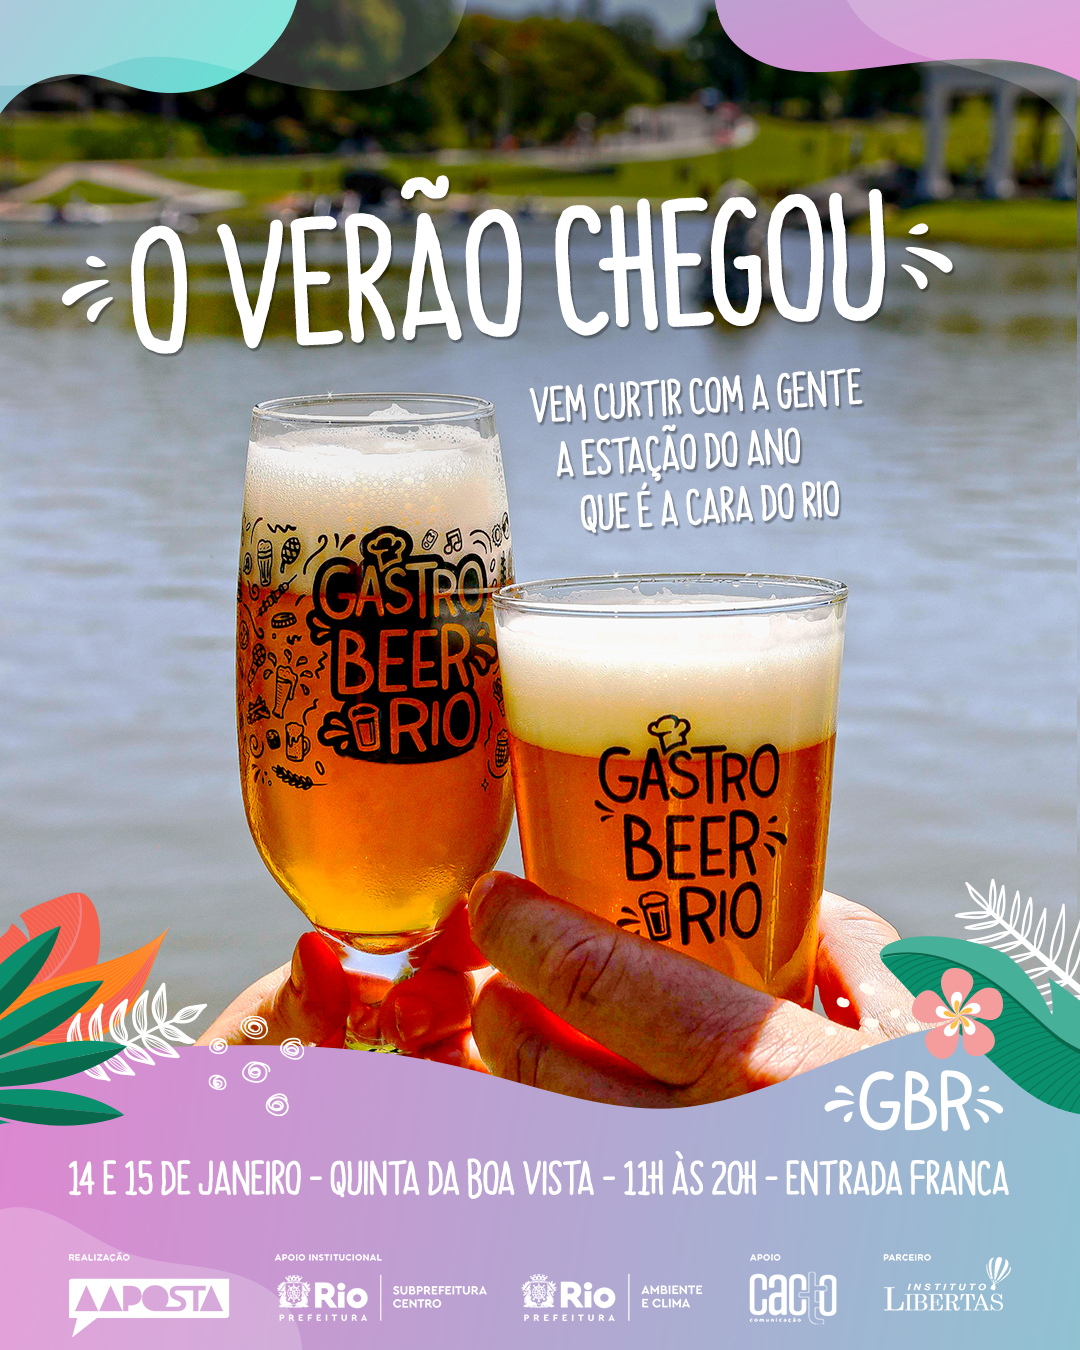 O VERÃO CHEGOU
VEM CURTIR COM A GENTE
A ESTAÇÃO DO ANO
QUE É A CARA DO RIO
GASTRO
BEER
RIO
GASTRO
BEER
RIO
GBR
14 E 15 DE JANEIRO - QUINTA DA BOA VISTA - 11H ÀS 20H - ENTRADA FRANCA
REALIZAÇÃO
AAPOSTA
APOIO INSTITUCIONAL
Rio
PREFEITURA
SUBPREFEITURA
CENTRO
Rio
PREFEITURA
AMBIENTE
E CLIMA
APOIO
cacto
comunicação
PARCEIRO
INSTITUTO
LIBERTAS